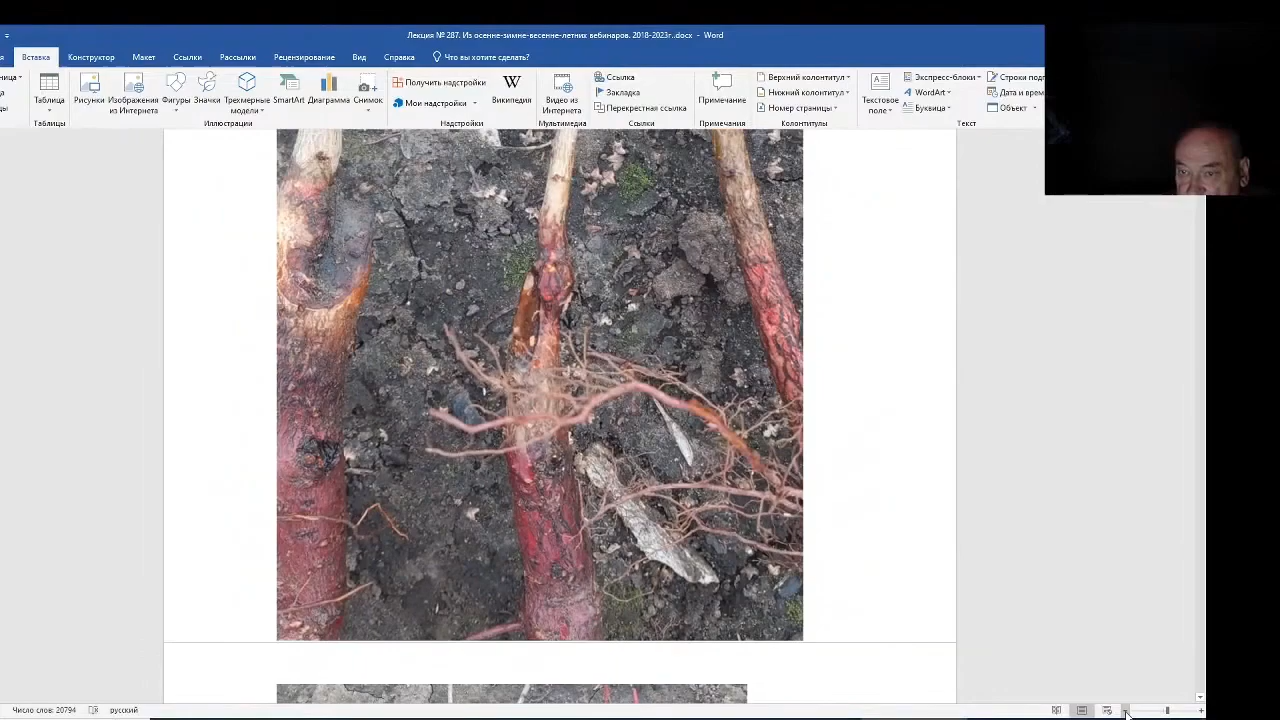 Лекция № 287. Из осенне-зимне-весенне-летних вебинаров. 2018-2023г..docx - Word
Вставка Конструктор Макет Ссылки Рассылки Рецензирование Вид Справка Что вы хотите сделать?
Таблица
Таблицы
Рисунки Изображения из Интернета Фигуры Значки Трехмерные модели SmartArt Диаграмма Снимок
Иллюстрации
Получить надстройки
Мои надстройки
Википедия
Надстройки
Видео из Интернета
Мультимедиа
Ссылка
Закладка
Перекрестная ссылка
Ссылки
Примечание
Примечания
Верхний колонтитул
Нижний колонтитул
Номер страницы
Колонтитулы
Текстовое поле
Экспресс-блоки
WordArt
Буквица
Дата и врем
Объект
Текст
Число слов: 20794 русский